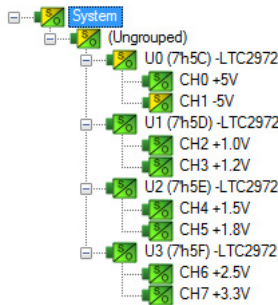 System
(Ungrouped)
U0 (7h5C) -LTC2972
CH0 +5V
CH1 -5V
U1 (7h5D) -LTC2972
CH2 +1.0V
CH3 +1.2V
U2 (7h5E) -LTC2972
CH4 +1.5V
CH5 +1.8V
U3 (7h5F) -LTC2972
CH6 +2.5V
CH7 +3.3V